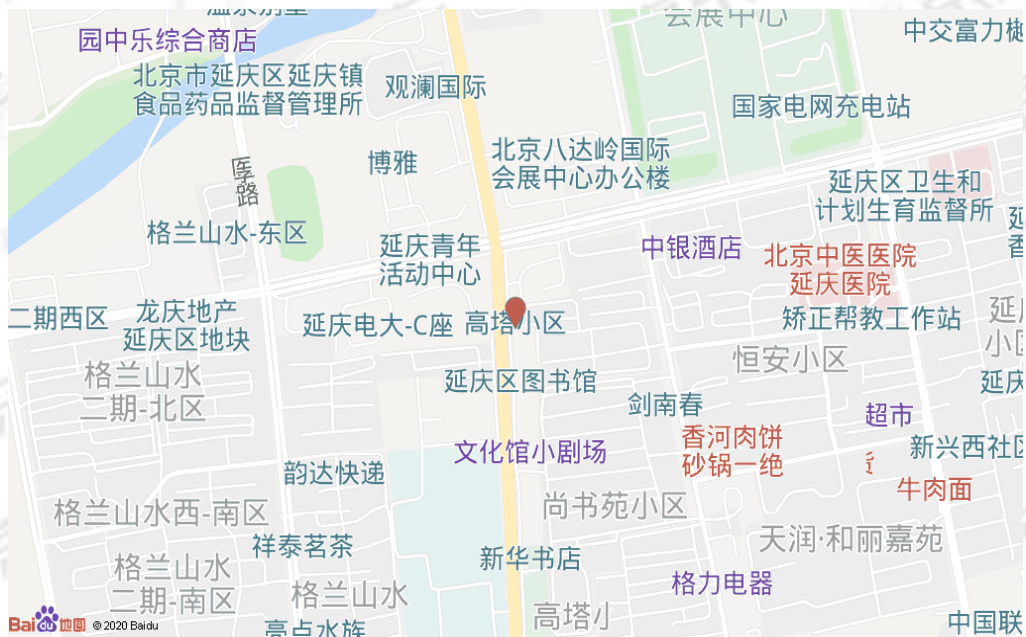 会展中心
中交富力
园中乐综合商店
北京市延庆区延庆镇
食品药品监督管理所
观澜国际
国家电网充电站
博雅
北京八达岭国际
会展中心办公楼
延庆区卫生和
计划生育监督所
格兰山水-东区
延庆青年
活动中心
中银酒店
北京中医医院
延庆医院
二期西区
龙庆地产
延庆区地块
延庆电大-C座
高塔小区
矫正帮教工作站
恒安小区
格兰山水
二期-北区
延庆区图书馆
剑南春
超市
香河肉饼
砂锅一绝
新兴西社区
文化馆小剧场
韵达快递
牛肉面
格兰山水西-南区
尚书苑小区
天润·和丽嘉苑
祥泰茗茶
新华书店
格兰山水
二期-南区
格力电器
格兰山水
高塔小
中国联
Bai du 地图 © 2020 Baidu